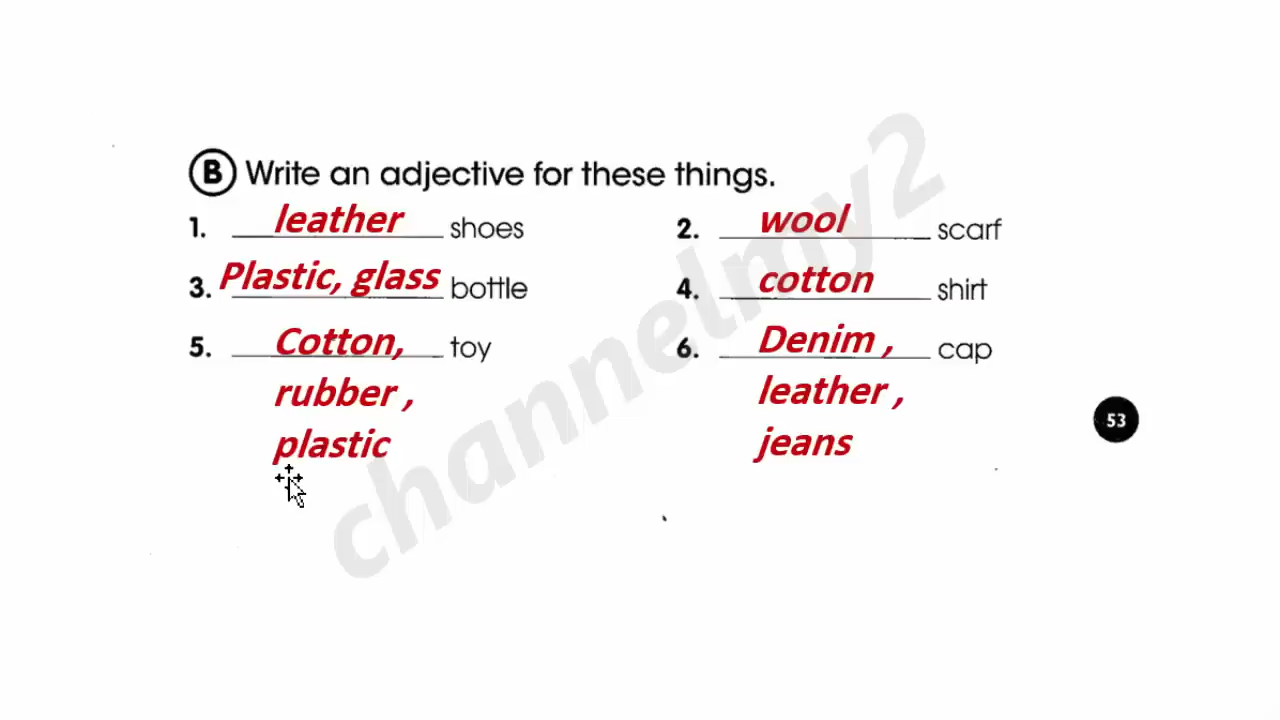 B Write an adjective for these things.
1. leather shoes
2. wool scarf
3. Plastic, glass bottle
4. cotton shirt
5. Cotton, toy
rubber ,
plastic
6. Denim , cap
leather ,
jeans
53
channelmy2